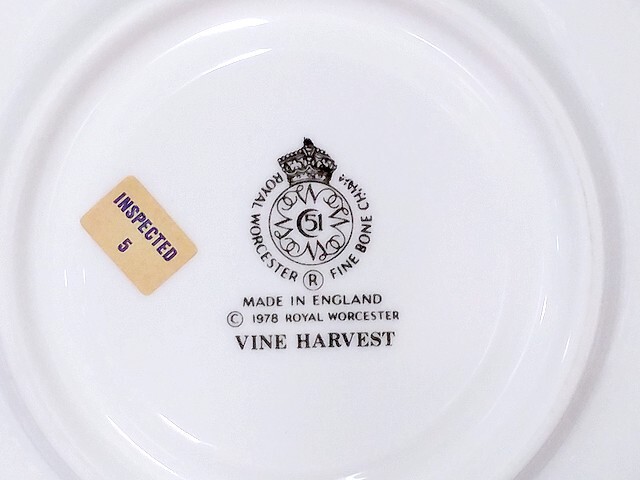 INSPECTED
5
ROYAL WORCESTER ® FINE BONE CHINA
51
MADE IN ENGLAND
© 1978 ROYAL WORCESTER
VINE HARVEST